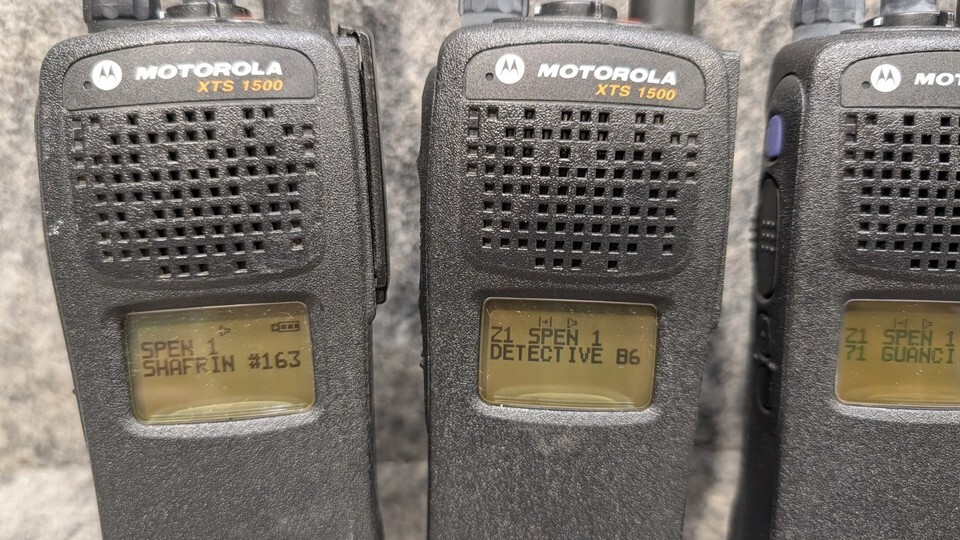 MOTOROLA
XTS 1500
SPEN 1
SHAFRIN #163
MOTOROLA
XTS 1500
Z1 SPEN 1
DETECTIVE B6
MOT
Z1 SPEN 1
71 GUANCI